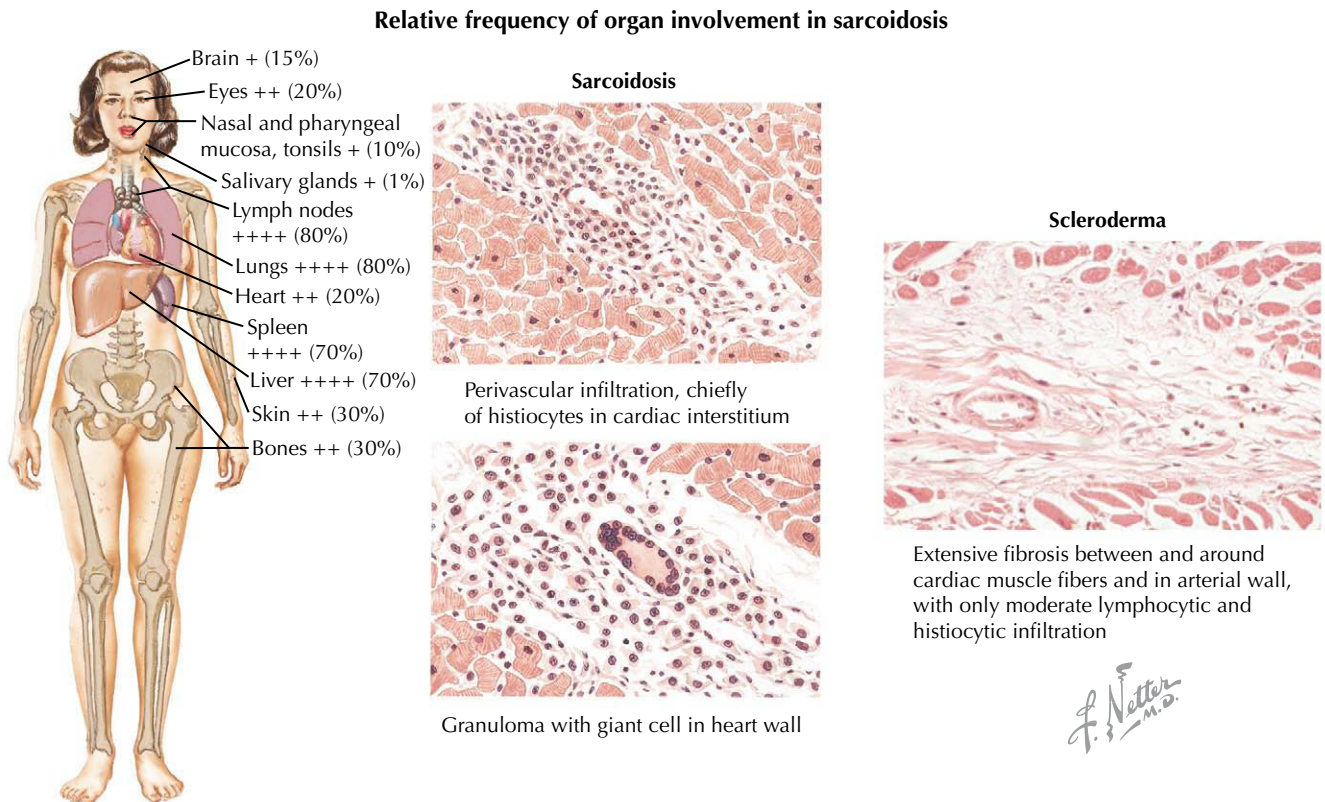 Relative frequency of organ involvement in sarcoidosis
Brain + (15%)
Eyes ++ (20%)
Nasal and pharyngeal
mucosa, tonsils + (10%)
Salivary glands + (1%)
Lymph nodes
++++ (80%)
Lungs ++++ (80%)
Heart ++ (20%)
Spleen
++++ (70%)
Liver ++++ (70%)
Skin ++ (30%)
Bones ++ (30%)
Sarcoidosis
Perivascular infiltration, chiefly
of histiocytes in cardiac interstitium
Granuloma with giant cell in heart wall
Scleroderma
Extensive fibrosis between and around
cardiac muscle fibers and in arterial wall,
with only moderate lymphocytic and
histiocytic infiltration
F. Netter
M.D.